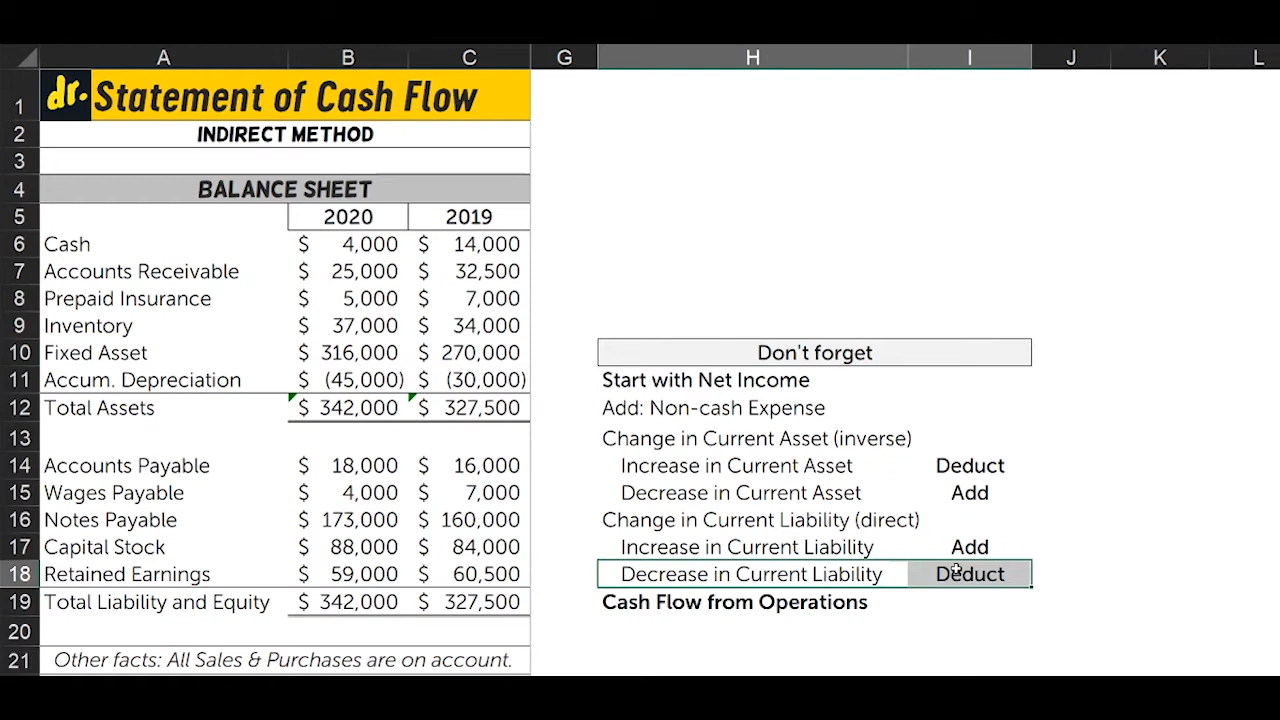 A B C G H I J K L
1 dr. Statement of Cash Flow
2 INDIRECT METHOD
3
4 BALANCE SHEET
5 2020 2019
6 Cash $ 4,000 $ 14,000
7 Accounts Receivable $ 25,000 $ 32,500
8 Prepaid Insurance $ 5,000 $ 7,000
9 Inventory $ 37,000 $ 34,000
10 Fixed Asset $ 316,000 $ 270,000 Don't forget
11 Accum. Depreciation $ (45,000) $ (30,000) Start with Net Income
12 Total Assets $ 342,000 $ 327,500 Add: Non-cash Expense
13 Change in Current Asset (inverse)
14 Accounts Payable $ 18,000 $ 16,000 Increase in Current Asset Deduct
15 Wages Payable $ 4,000 $ 7,000 Decrease in Current Asset Add
16 Notes Payable $ 173,000 $ 160,000 Change in Current Liability (direct)
17 Capital Stock $ 88,000 $ 84,000 Increase in Current Liability Add
18 Retained Earnings $ 59,000 $ 60,500 Decrease in Current Liability Deduct
19 Total Liability and Equity $ 342,000 $ 327,500 Cash Flow from Operations
20
21 Other facts: All Sales & Purchases are on account.